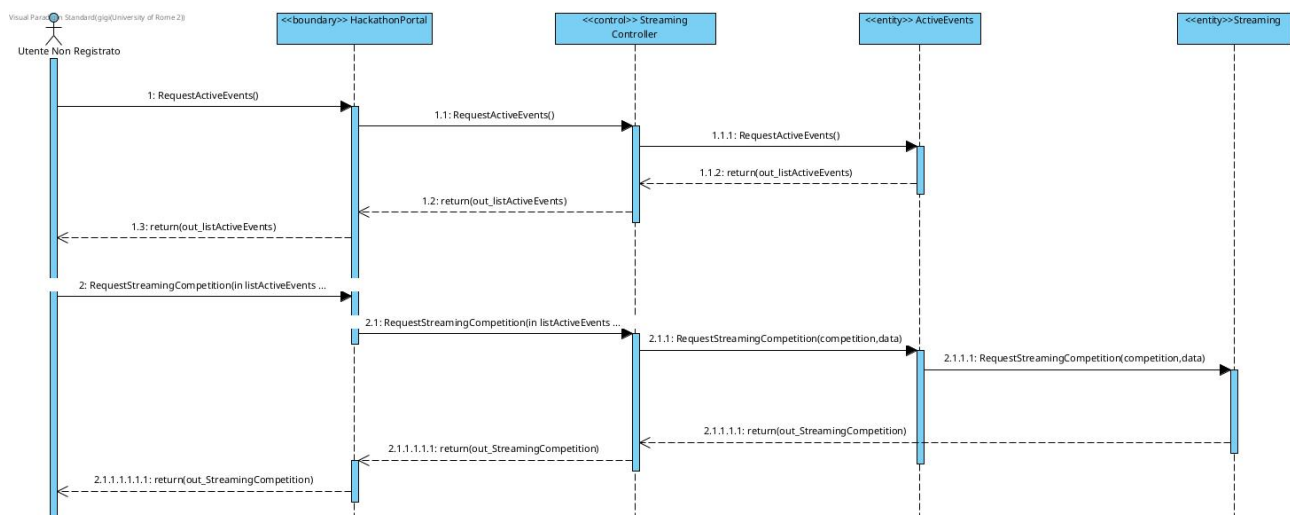 Visual Paradigm Standard(gigi(University of Rome 2))
<<boundary>> HackathonPortal
<<control>> Streaming
Controller
<<entity>> ActiveEvents
<<entity>>Streaming
Utente Non Registrato
1: RequestActiveEvents()
1.1: RequestActiveEvents()
1.1.1: RequestActiveEvents()
1.1.2: return(out_listActiveEvents)
1.2: return(out_listActiveEvents)
1.3: return(out_listActiveEvents)
2: RequestStreamingCompetition(in listActiveEvents ...
2.1: RequestStreamingCompetition(in listActiveEvents ...
2.1.1: RequestStreamingCompetition(competition,data)
2.1.1.1: RequestStreamingCompetition(competition,data)
2.1.1.1.1: return(out_StreamingCompetition)
2.1.1.1.1.1: return(out_StreamingCompetition)
2.1.1.1.1.1.1: return(out_StreamingCompetition)